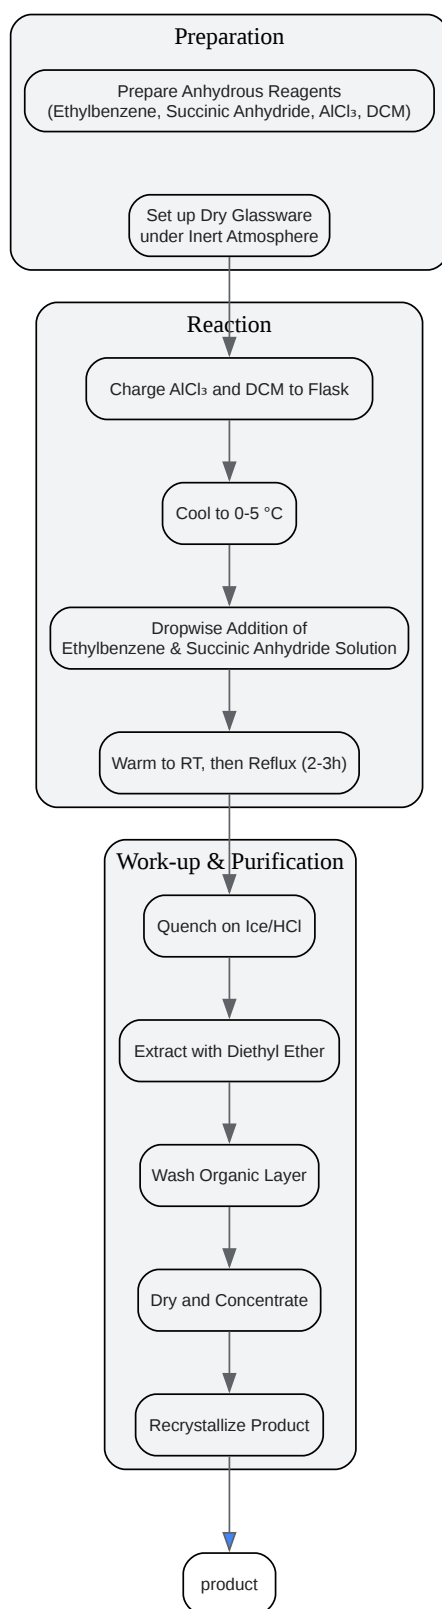 Preparation
Prepare Anhydrous Reagents
(Ethylbenzene, Succinic Anhydride, AlCl₃, DCM)
Set up Dry Glassware
under Inert Atmosphere
Reaction
Charge AlCl₃ and DCM to Flask
Cool to 0-5 °C
Dropwise Addition of
Ethylbenzene & Succinic Anhydride Solution
Warm to RT, then Reflux (2-3h)
Work-up & Purification
Quench on Ice/HCl
Extract with Diethyl Ether
Wash Organic Layer
Dry and Concentrate
Recrystallize Product
product